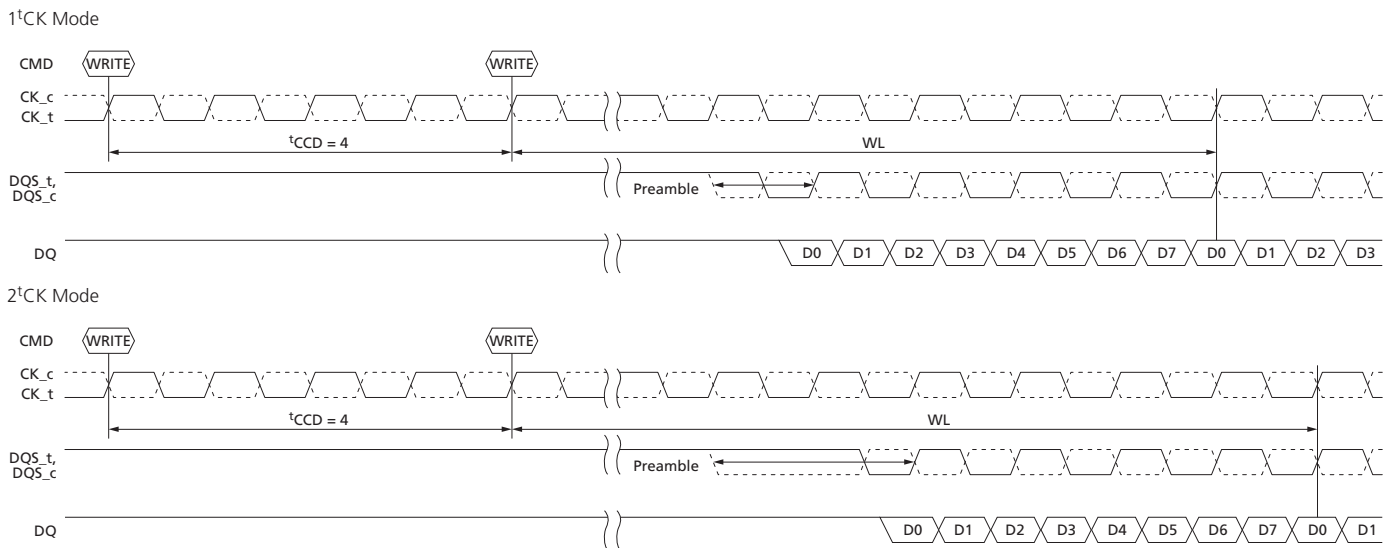 1tCK Mode
CMD WRITE WRITE
CK_c
CK_t
tCCD = 4 WL
DQS_t,
DQS_c Preamble
DQ D0 D1 D2 D3 D4 D5 D6 D7 D0 D1 D2 D3
2tCK Mode
CMD WRITE WRITE
CK_c
CK_t
tCCD = 4 WL
DQS_t,
DQS_c Preamble
DQ D0 D1 D2 D3 D4 D5 D6 D7 D0 D1